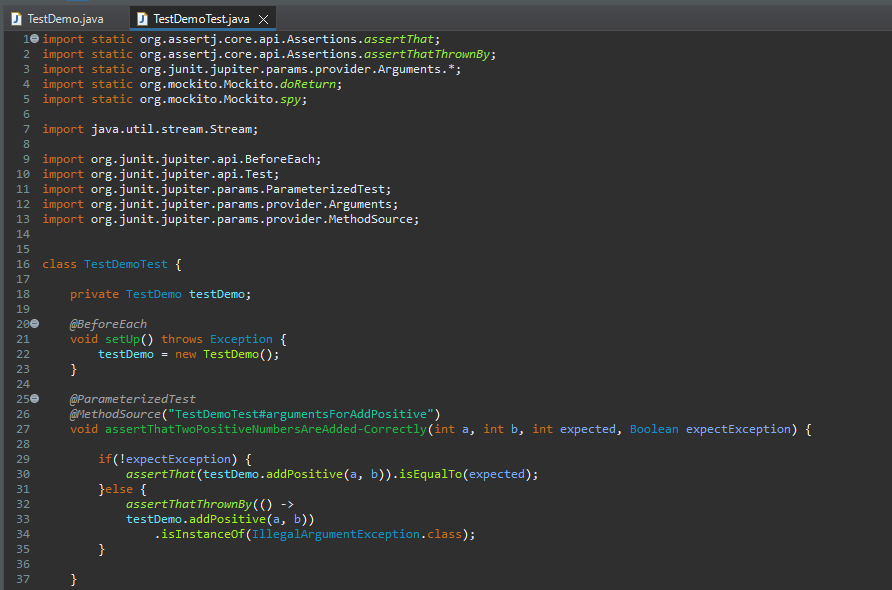 TestDemo.java TestDemoTest.java
1 import static org.assertj.core.api.Assertions.assertThat;
2 import static org.assertj.core.api.Assertions.assertThatThrownBy;
3 import static org.junit.jupiter.params.provider.Arguments.*;
4 import static org.mockito.Mockito.doReturn;
5 import static org.mockito.Mockito.spy;
6
7 import java.util.stream.Stream;
8
9 import org.junit.jupiter.api.BeforeEach;
10 import org.junit.jupiter.api.Test;
11 import org.junit.jupiter.params.ParameterizedTest;
12 import org.junit.jupiter.params.provider.Arguments;
13 import org.junit.jupiter.params.provider.MethodSource;
14
15
16 class TestDemoTest {
17
18     private TestDemo testDemo;
19
20     @BeforeEach
21     void setUp() throws Exception {
22         testDemo = new TestDemo();
23     }
24
25     @ParameterizedTest
26     @MethodSource("TestDemoTest#argumentsForAddPositive")
27     void assertThatTwoPositiveNumbersAreAdded-Correctly(int a, int b, int expected, Boolean expectException) {
28
29         if(!expectException) {
30             assertThat(testDemo.addPositive(a, b)).isEqualTo(expected);
31         }else {
32             assertThatThrownBy(() ->
33             testDemo.addPositive(a, b))
34                 .isInstanceOf(IllegalArgumentException.class);
35         }
36
37     }